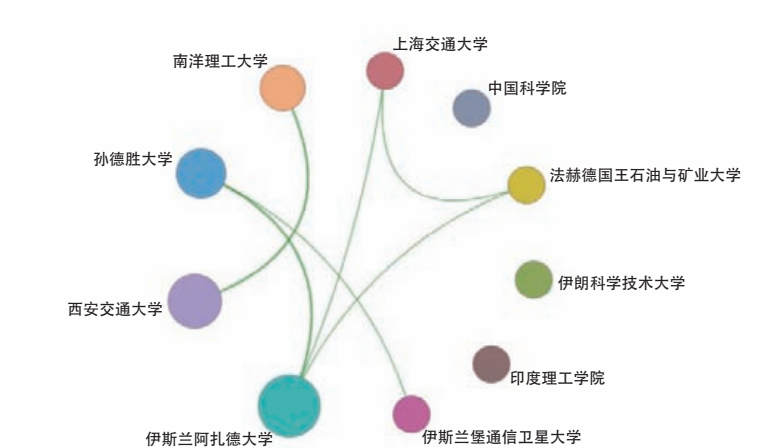 上海交通大学
南洋理工大学
中国科学院
孙德胜大学
法赫德国王石油与矿业大学
伊朗科学技术大学
西安交通大学
印度理工学院
伊斯兰阿扎德大学
伊斯兰堡通信卫星大学